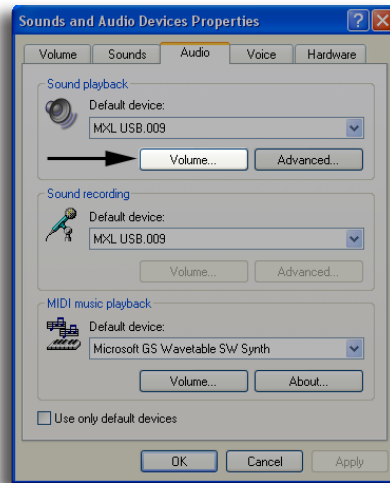 Sounds and Audio Devices Properties
Volume Sounds Audio Voice Hardware
Sound playback
Default device:
MXL USB.009
Volume... Advanced...
Sound recording
Default device:
MXL USB.009
Volume... Advanced...
MIDI music playback
Default device:
Microsoft GS Wavetable SW Synth
Volume... About...
Use only default devices
OK Cancel Apply